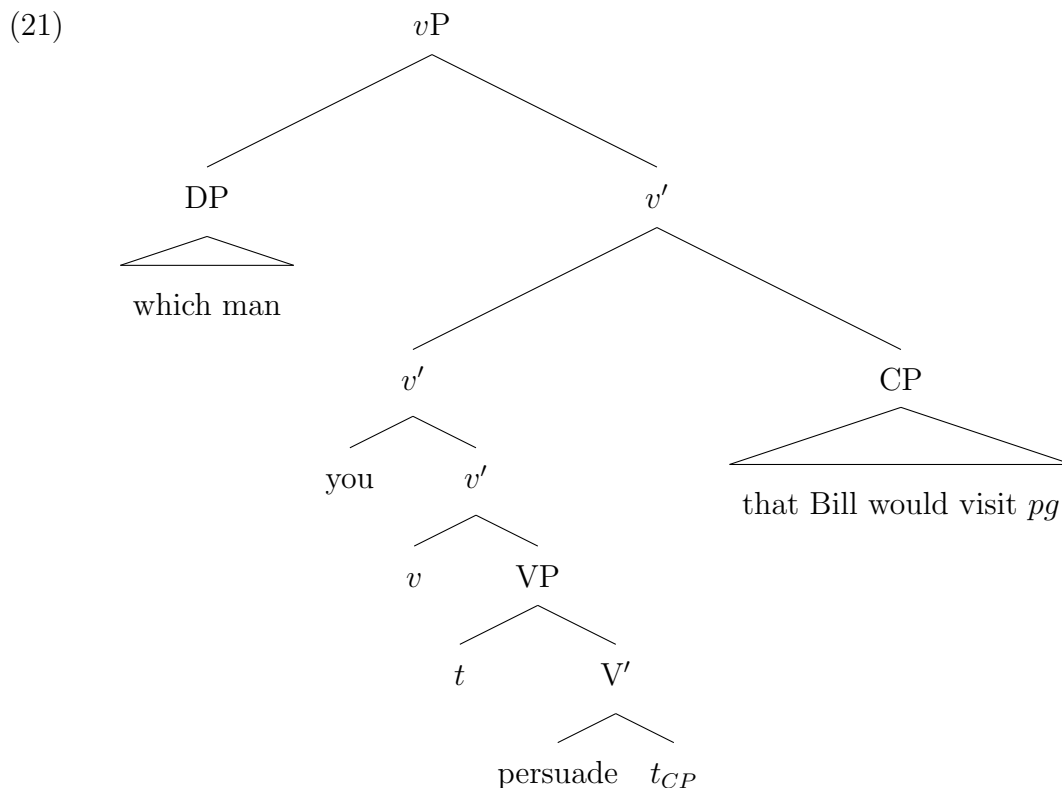 (21) vP
DP v′
which man
v′ CP
you v′ that Bill would visit pg
v VP
t V′
persuade t_CP